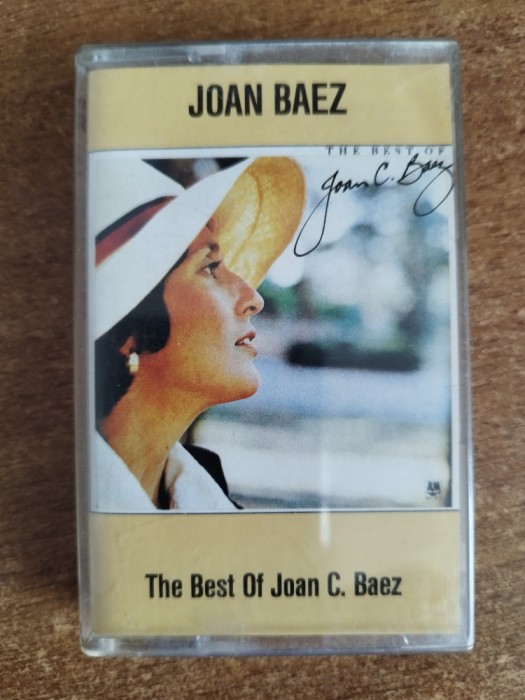 JOAN BAEZ
THE BEST OF
Joan C. Baez
A&M
The Best Of Joan C. Baez